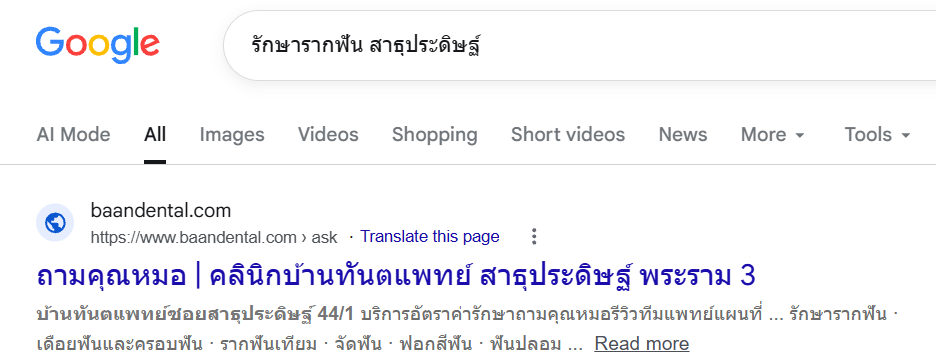 Google
รักษารากฟัน สาธุประดิษฐ์
AI Mode All Images Videos Shopping Short videos News More Tools
baandental.com
https://www.baandental.com › ask · Translate this page
ถามคุณหมอ | คลินิกบ้านทันตแพทย์ สาธุประดิษฐ์ พระราม 3
บ้านทันตแพทย์ซอยสาธุประดิษฐ์ 44/1 บริการอัตราค่ารักษาถามคุณหมอรีวิวทีมแพทย์แผนที่ ... รักษารากฟัน ·
เดือยฟันและครอบฟัน · รากฟันเทียม · จัดฟัน · ฟอกสีฟัน · ฟันปลอม ... Read more